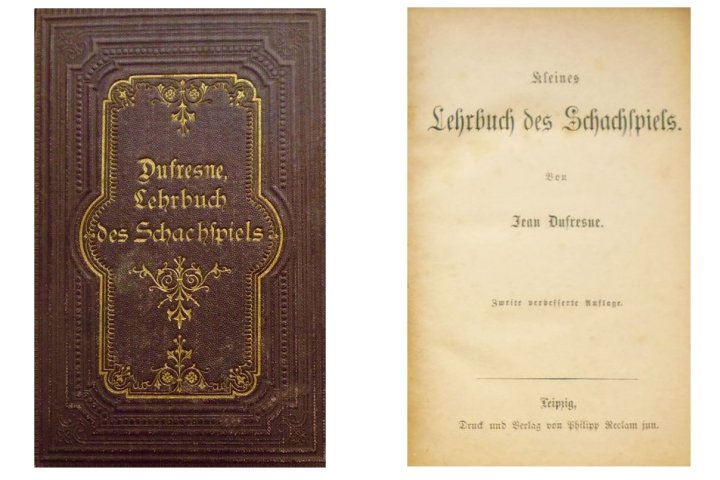 Dufresne,
Lehrbuch
des Schachspiels
Kleines
Lehrbuch des Schachspiels.
Von
Jean Dufresne.
Zweite verbesserte Auflage.
Leipzig,
Druck und Verlag von Philipp Reclam jun.